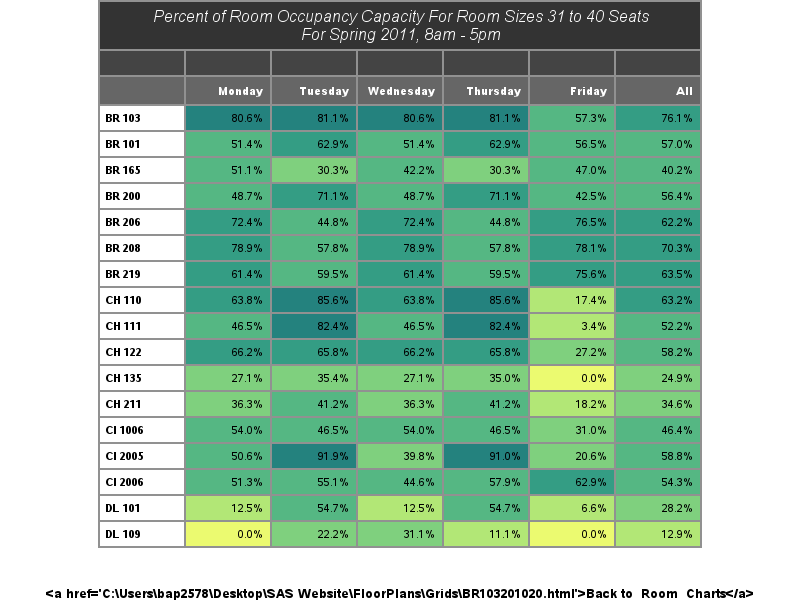 Percent of Room Occupancy Capacity For Room Sizes 31 to 40 Seats
For Spring 2011, 8am - 5pm
Monday Tuesday Wednesday Thursday Friday All
BR 103 80.6% 81.1% 80.6% 81.1% 57.3% 76.1%
BR 101 51.4% 62.9% 51.4% 62.9% 56.5% 57.0%
BR 165 51.1% 30.3% 42.2% 30.3% 47.0% 40.2%
BR 200 48.7% 71.1% 48.7% 71.1% 42.5% 56.4%
BR 206 72.4% 44.8% 72.4% 44.8% 76.5% 62.2%
BR 208 78.9% 57.8% 78.9% 57.8% 78.1% 70.3%
BR 219 61.4% 59.5% 61.4% 59.5% 75.6% 63.5%
CH 110 63.8% 85.6% 63.8% 85.6% 17.4% 63.2%
CH 111 46.5% 82.4% 46.5% 82.4% 3.4% 52.2%
CH 122 66.2% 65.8% 66.2% 65.8% 27.2% 58.2%
CH 135 27.1% 35.4% 27.1% 35.0% 0.0% 24.9%
CH 211 36.3% 41.2% 36.3% 41.2% 18.2% 34.6%
CI 1006 54.0% 46.5% 54.0% 46.5% 31.0% 46.4%
CI 2005 50.6% 91.9% 39.8% 91.0% 20.6% 58.8%
CI 2006 51.3% 55.1% 44.6% 57.9% 62.9% 54.3%
DL 101 12.5% 54.7% 12.5% 54.7% 6.6% 28.2%
DL 109 0.0% 22.2% 31.1% 11.1% 0.0% 12.9%
<a href='C:\Users\bap2578\Desktop\SAS Website\FloorPlans\Grids\BR103201020.html'>Back to Room Charts</a>